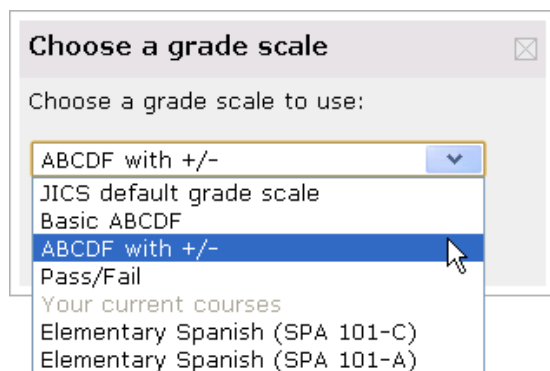 Choose a grade scale
Choose a grade scale to use:
ABCDF with +/-
JICS default grade scale
Basic ABCDF
ABCDF with +/-
Pass/Fail
Your current courses
Elementary Spanish (SPA 101-C)
Elementary Spanish (SPA 101-A)